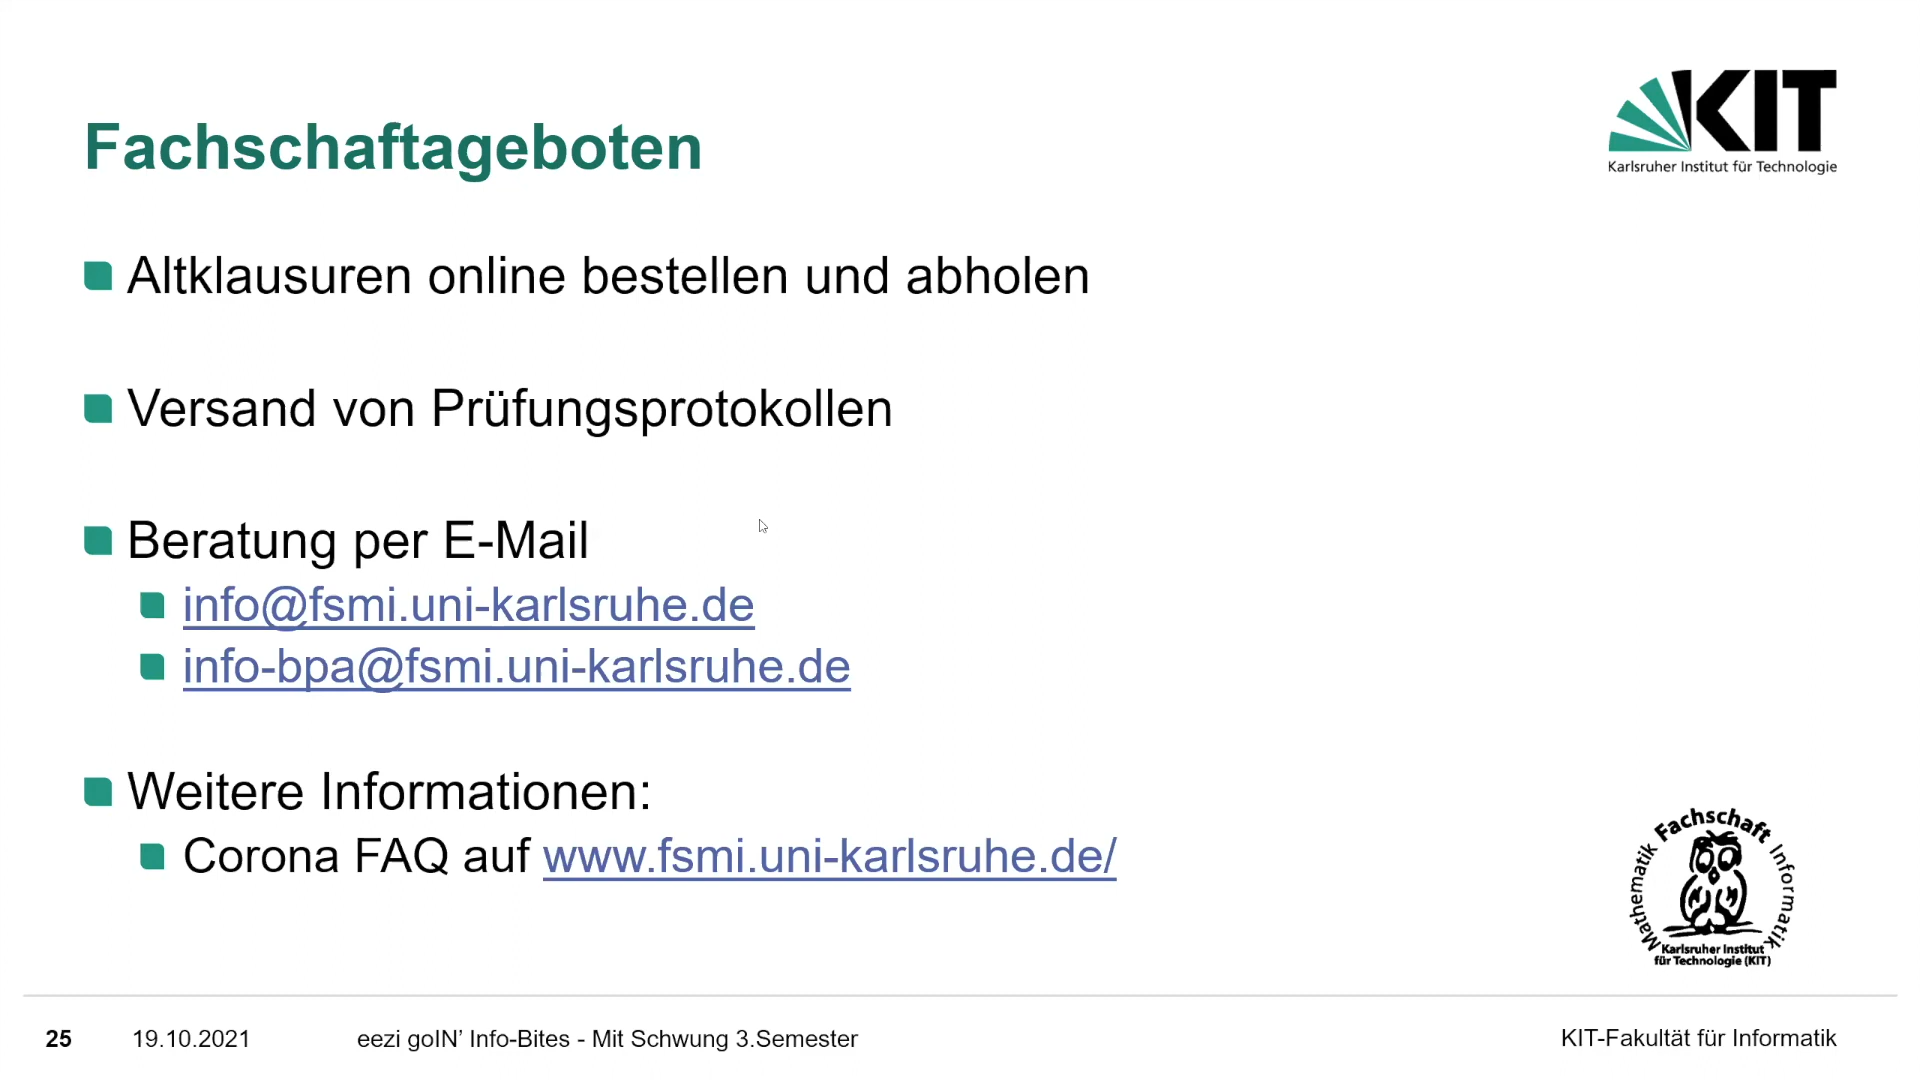 KIT
Karlsruher Institut für Technologie
Fachschaftageboten
Altklausuren online bestellen und abholen
Versand von Prüfungsprotokollen
Beratung per E-Mail
info@fsmi.uni-karlsruhe.de
info-bpa@fsmi.uni-karlsruhe.de
Weitere Informationen:
Corona FAQ auf www.fsmi.uni-karlsruhe.de/
Mathematik Fachschaft Informatik
Karlsruher Institut
für Technologie (KIT)
25 19.10.2021 eezi goIN’ Info-Bites - Mit Schwung 3.Semester KIT-Fakultät für Informatik